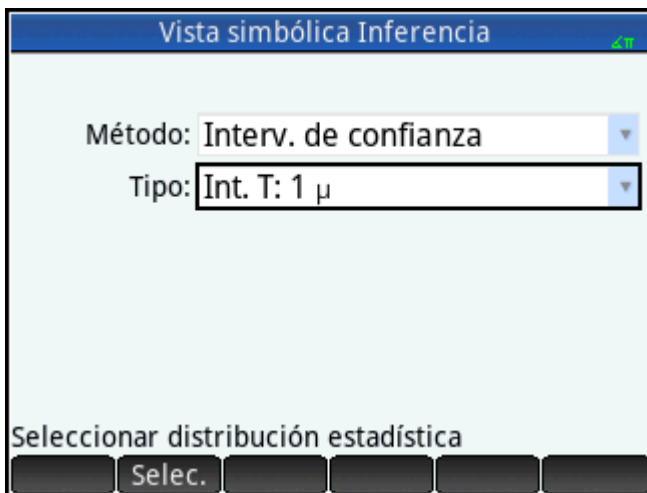 Vista simbólica Inferencia
∡π
Método: Interv. de confianza
Tipo: Int. T: 1 μ
Seleccionar distribución estadística
Selec.